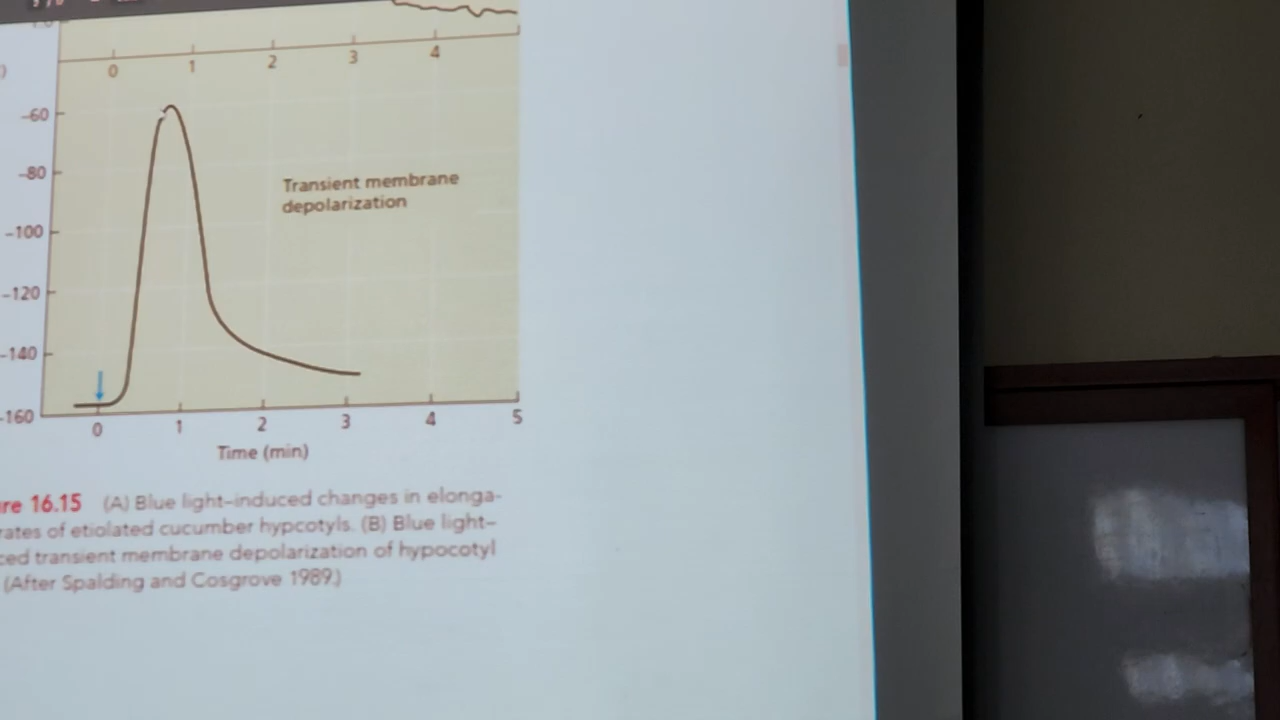 0 1 2 3 4
-60
-80
Transient membrane
depolarization
-100
-120
-140
-160
0 1 2 3 4 5
Time (min)
re 16.15 (A) Blue light–induced changes in elonga-
rates of etiolated cucumber hypcotyls. (B) Blue light–
ced transient membrane depolarization of hypocotyl
(After Spalding and Cosgrove 1989.)